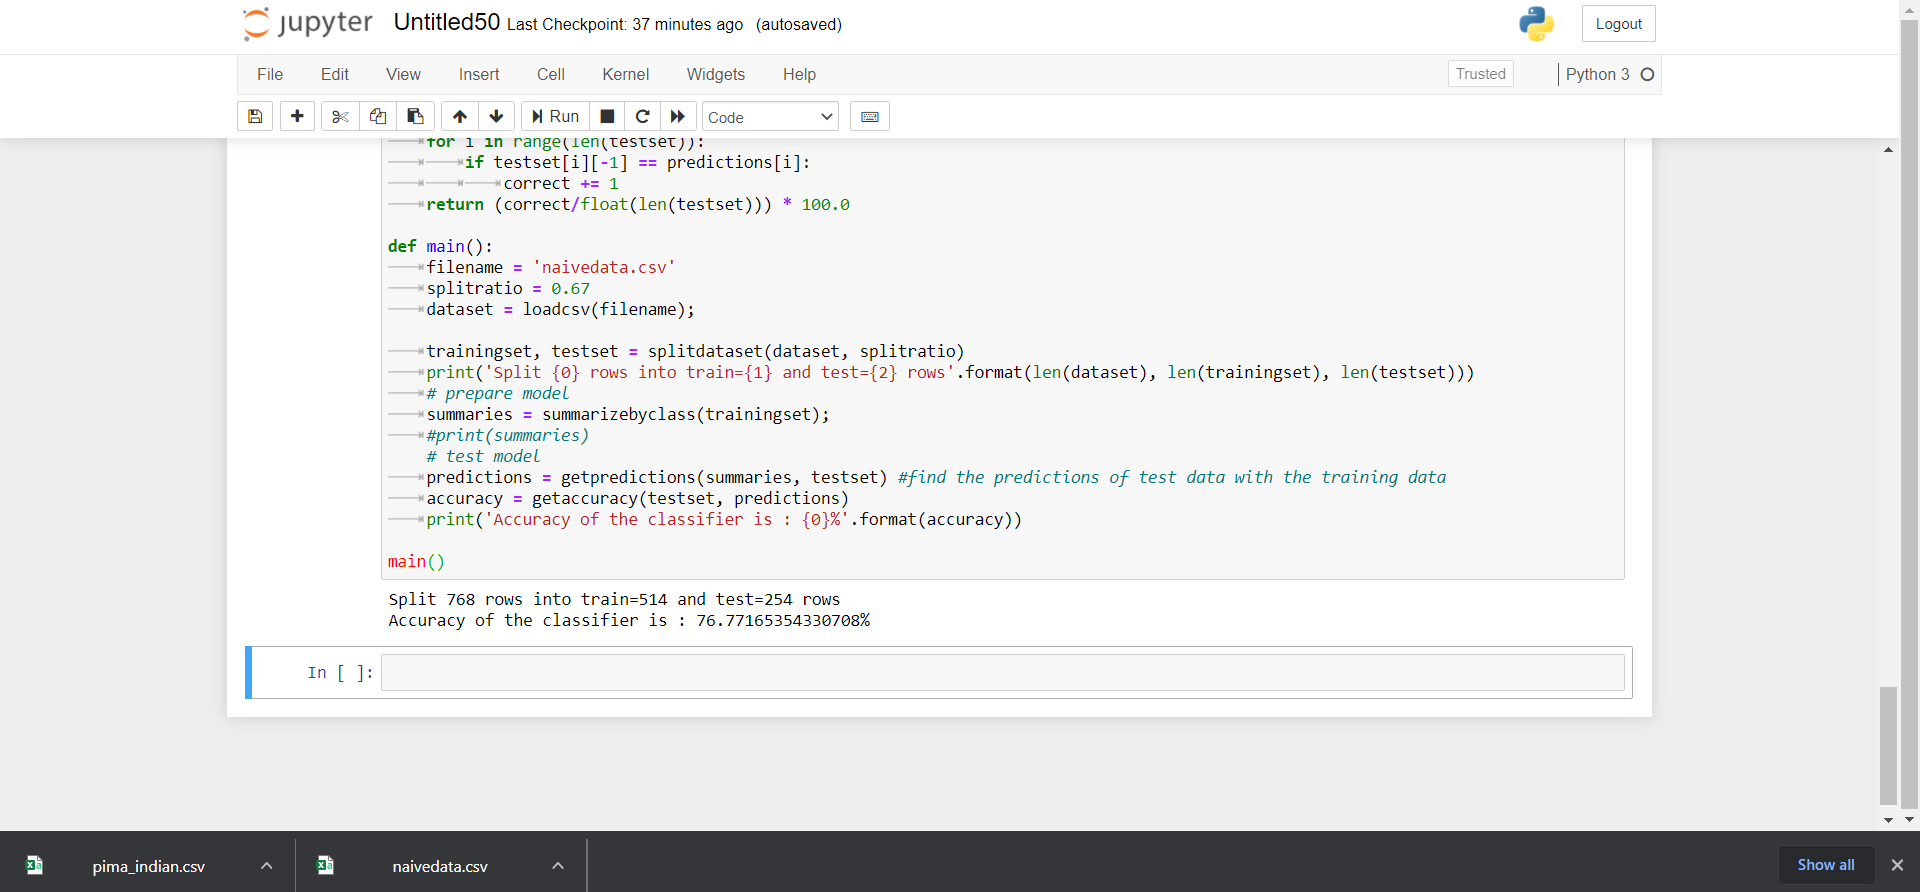 jupyter Untitled50 Last Checkpoint: 37 minutes ago (autosaved) Logout
File Edit View Insert Cell Kernel Widgets Help Trusted Python 3
Run Code
for i in range(len(testset)):
if testset[i][-1] == predictions[i]:
correct += 1
return (correct/float(len(testset))) * 100.0
def main():
filename = 'naivedata.csv'
splitratio = 0.67
dataset = loadcsv(filename);
trainingset, testset = splitdataset(dataset, splitratio)
print('Split {0} rows into train={1} and test={2} rows'.format(len(dataset), len(trainingset), len(testset)))
# prepare model
summaries = summarizebyclass(trainingset);
#print(summaries)
# test model
predictions = getpredictions(summaries, testset) #find the predictions of test data with the training data
accuracy = getaccuracy(testset, predictions)
print('Accuracy of the classifier is : {0}%'.format(accuracy))
main()
Split 768 rows into train=514 and test=254 rows
Accuracy of the classifier is : 76.77165354330708%
In [ ]:
pima_indian.csv naivedata.csv Show all